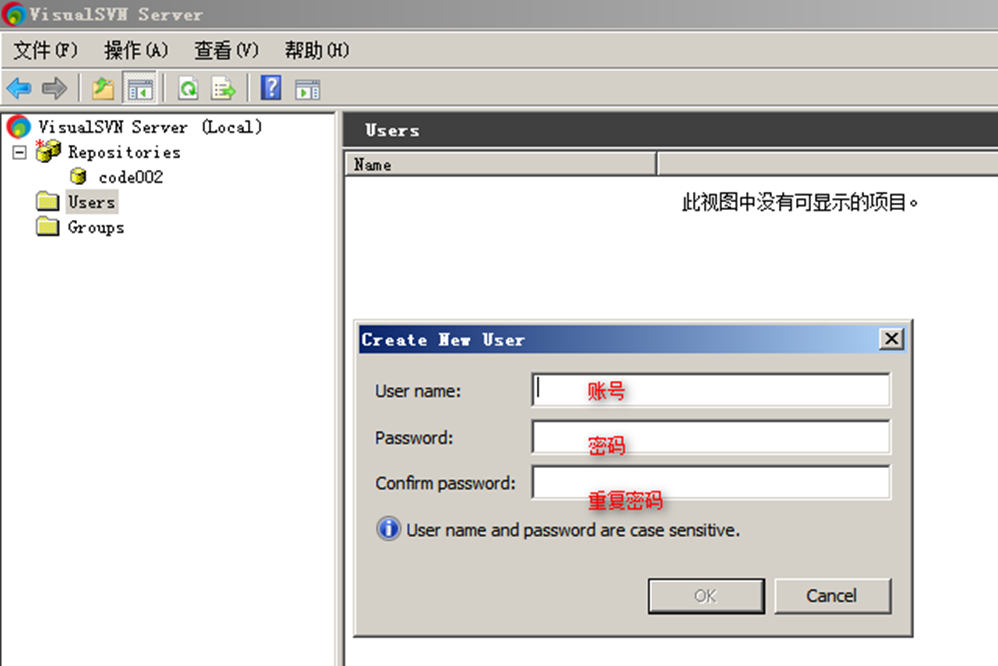 VisualSVN Server
文件(F) 操作(A) 查看(V) 帮助(H)
VisualSVN Server (Local)
Repositories
code002
Users
Groups
Users
Name
此视图中没有可显示的项目。
Create New User
User name: 账号
Password: 密码
Confirm password: 重复密码
User name and password are case sensitive.
OK Cancel